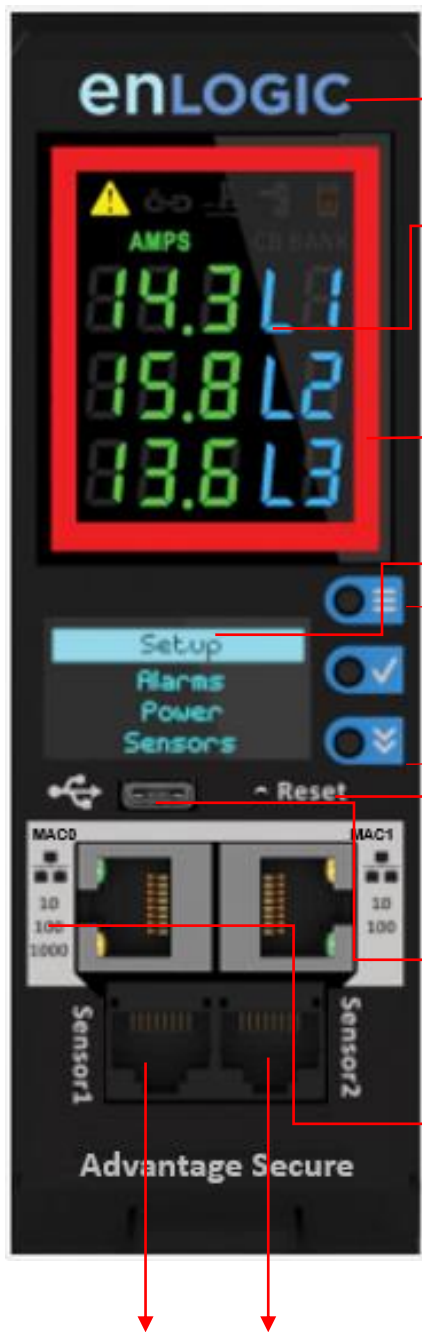 enLOGIC
AMPS CB BANK
14.3 L1
15.8 L2
13.6 L3
Setup
Alarms
Power
Sensors
Reset
MAC0 MAC1
10 10
100 100
1000
Sensor1 Sensor2
Advantage Secure